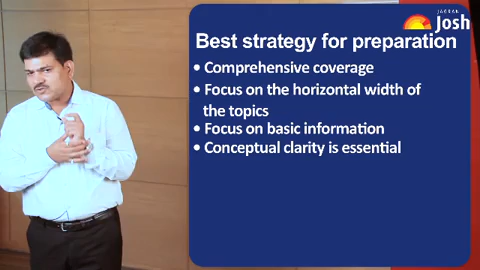 JAGRAN
Josh
Best strategy for preparation
• Comprehensive coverage
• Focus on the horizontal width of
the topics
• Focus on basic information
• Conceptual clarity is essential